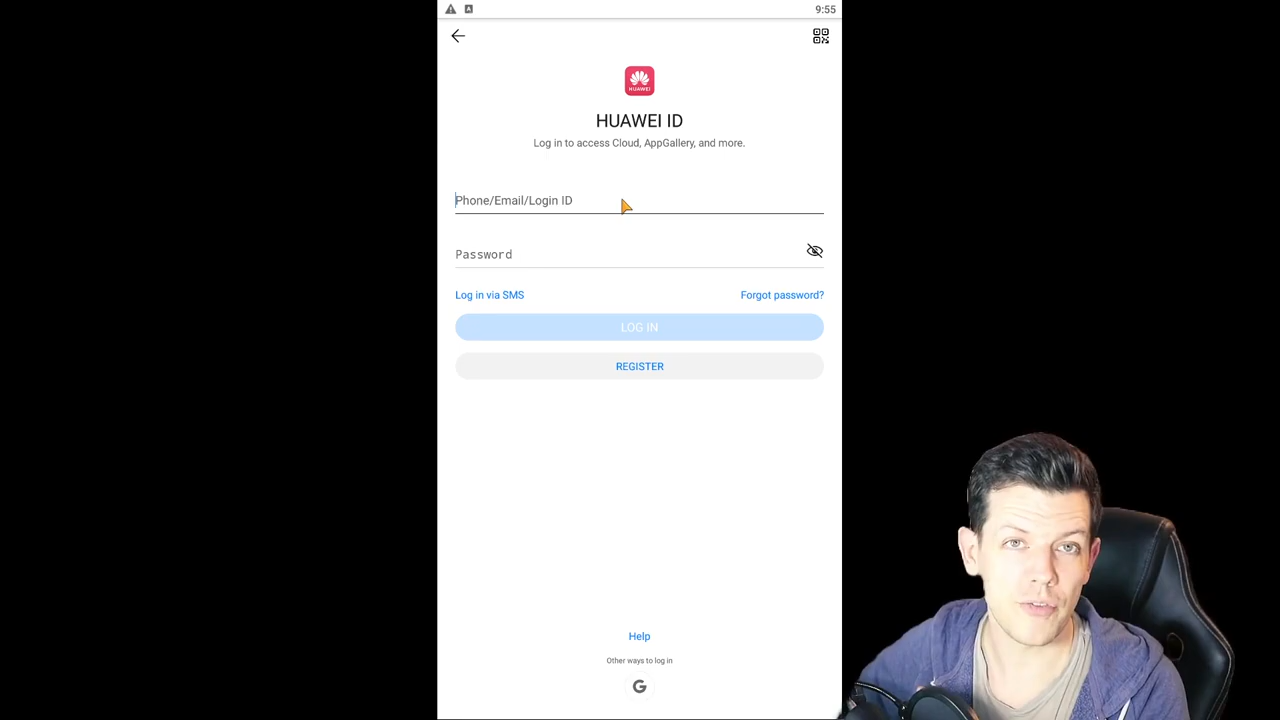 9:55
HUAWEI
HUAWEI ID
Log in to access Cloud, AppGallery, and more.
Phone/Email/Login ID
Password
Log in via SMS
Forgot password?
LOG IN
REGISTER
Help
Other ways to log in
G